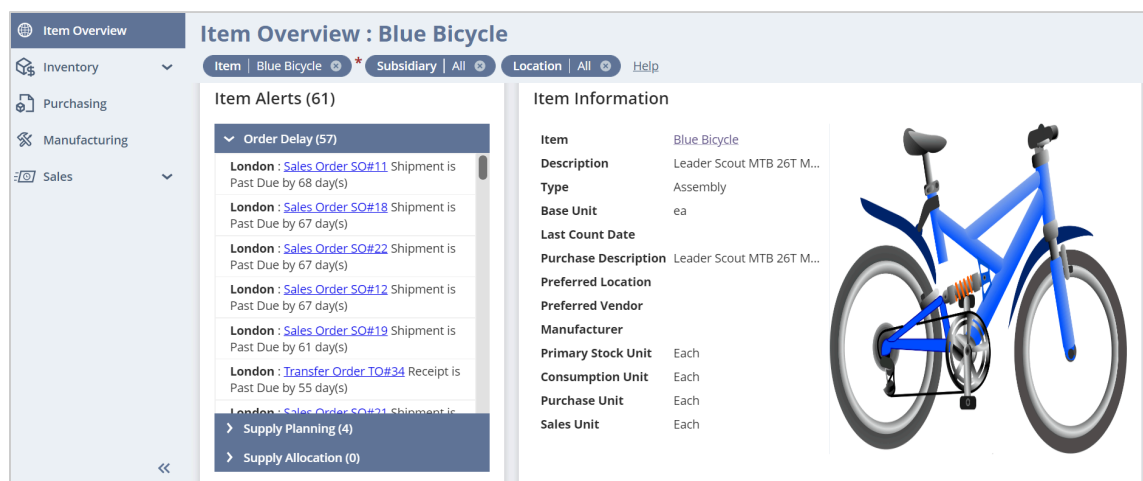 Item Overview
Inventory
Purchasing
Manufacturing
Sales
Item Overview : Blue Bicycle
Item | Blue Bicycle * Subsidiary | All Location | All Help
Item Alerts (61)
Order Delay (57)
London : Sales Order SO#11 Shipment is
Past Due by 68 day(s)
London : Sales Order SO#18 Shipment is
Past Due by 67 day(s)
London : Sales Order SO#22 Shipment is
Past Due by 67 day(s)
London : Sales Order SO#12 Shipment is
Past Due by 67 day(s)
London : Sales Order SO#19 Shipment is
Past Due by 61 day(s)
London : Transfer Order TO#34 Receipt is
Past Due by 55 day(s)
London : Sales Order SO#21 Shipment is
Supply Planning (4)
Supply Allocation (0)
Item Information
Item Blue Bicycle
Description Leader Scout MTB 26T M...
Type Assembly
Base Unit ea
Last Count Date
Purchase Description Leader Scout MTB 26T M...
Preferred Location
Preferred Vendor
Manufacturer
Primary Stock Unit Each
Consumption Unit Each
Purchase Unit Each
Sales Unit Each